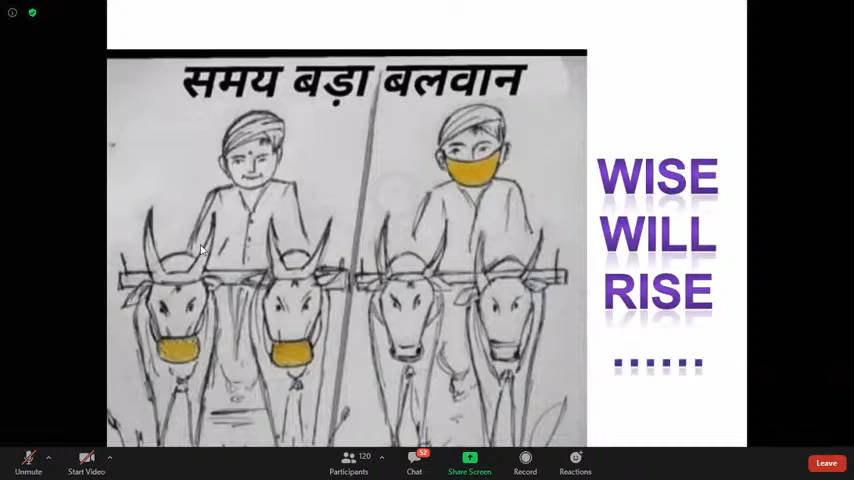 समय बड़ा बलवान
WISE
WILL
RISE
......
Unmute
Start Video
120
Participants
52
Chat
Share Screen
Record
Reactions
Leave